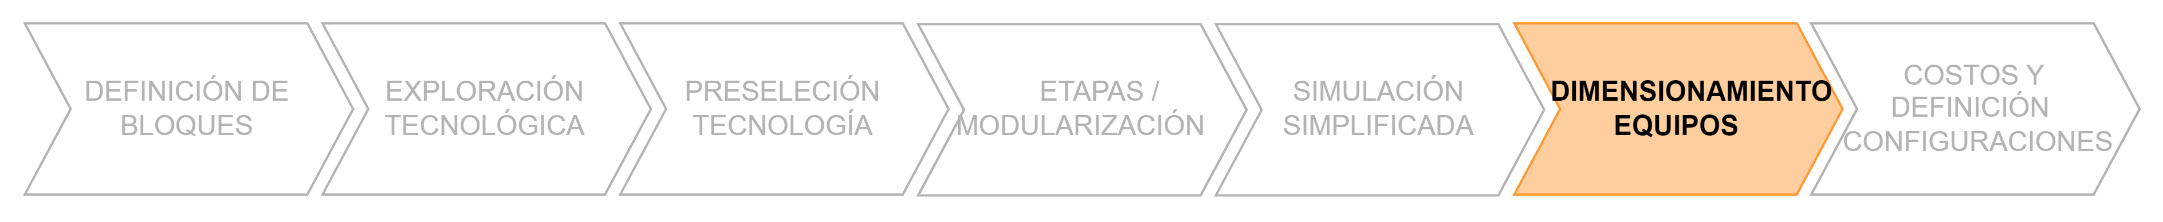 DEFINICIÓN DE
BLOQUES
EXPLORACIÓN
TECNOLÓGICA
PRESELECIÓN
TECNOLOGÍA
ETAPAS /
MODULARIZACIÓN
SIMULACIÓN
SIMPLIFICADA
DIMENSIONAMIENTO
EQUIPOS
COSTOS Y
DEFINICIÓN
CONFIGURACIONES